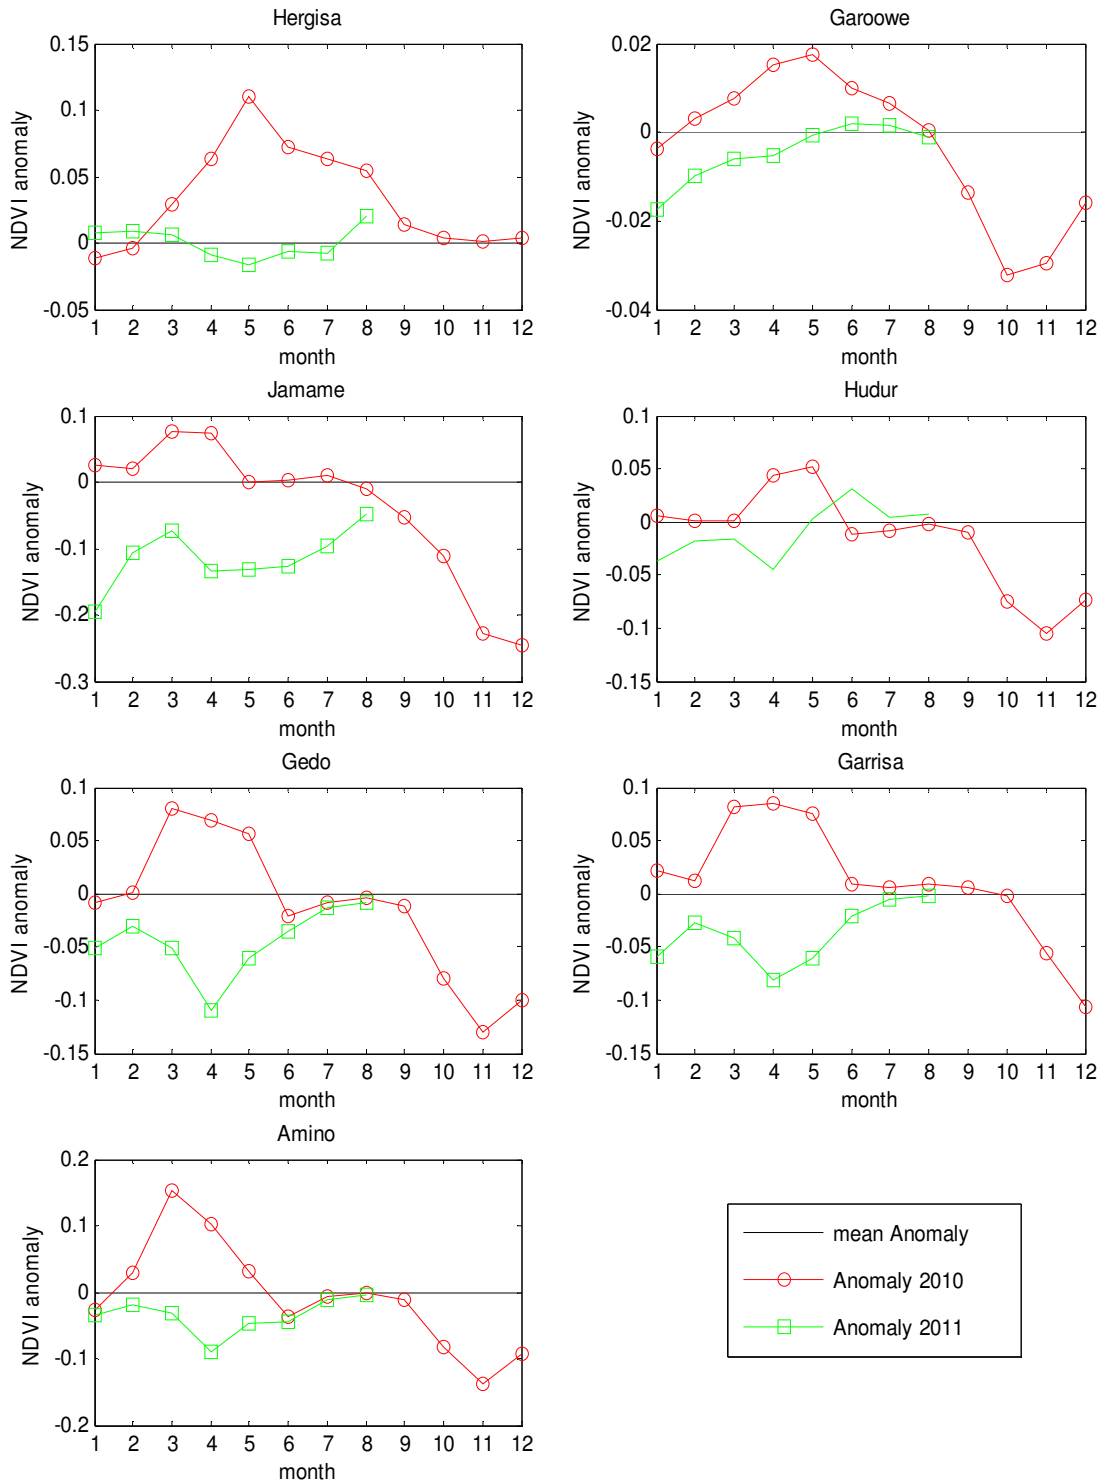 Hergisa
0.15
0.1
0.05
0
-0.05
NDVI anomaly
1 2 3 4 5 6 7 8 9 10 11 12
month
Garoowe
0.02
0
-0.02
-0.04
NDVI anomaly
1 2 3 4 5 6 7 8 9 10 11 12
month
Jamame
0.1
0
-0.1
-0.2
-0.3
NDVI anomaly
1 2 3 4 5 6 7 8 9 10 11 12
month
Hudur
0.1
0.05
0
-0.05
-0.1
-0.15
NDVI anomaly
1 2 3 4 5 6 7 8 9 10 11 12
month
Gedo
0.1
0.05
0
-0.05
-0.1
-0.15
NDVI anomaly
1 2 3 4 5 6 7 8 9 10 11 12
month
Garrisa
0.1
0.05
0
-0.05
-0.1
-0.15
NDVI anomaly
1 2 3 4 5 6 7 8 9 10 11 12
month
Amino
0.2
0.1
0
-0.1
-0.2
NDVI anomaly
1 2 3 4 5 6 7 8 9 10 11 12
month
mean Anomaly
Anomaly 2010
Anomaly 2011